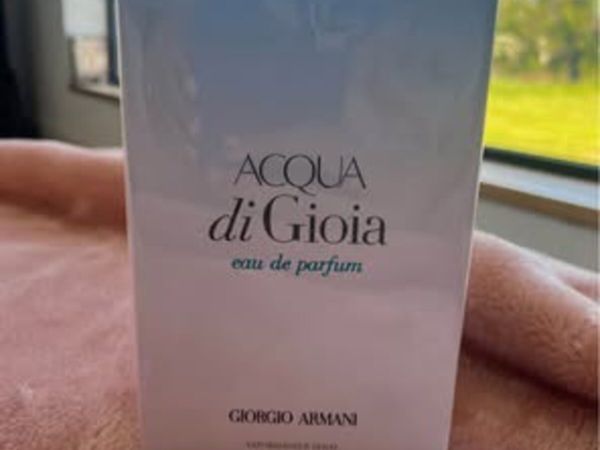 ACQUA
di Gioia
eau de parfum
GIORGIO ARMANI